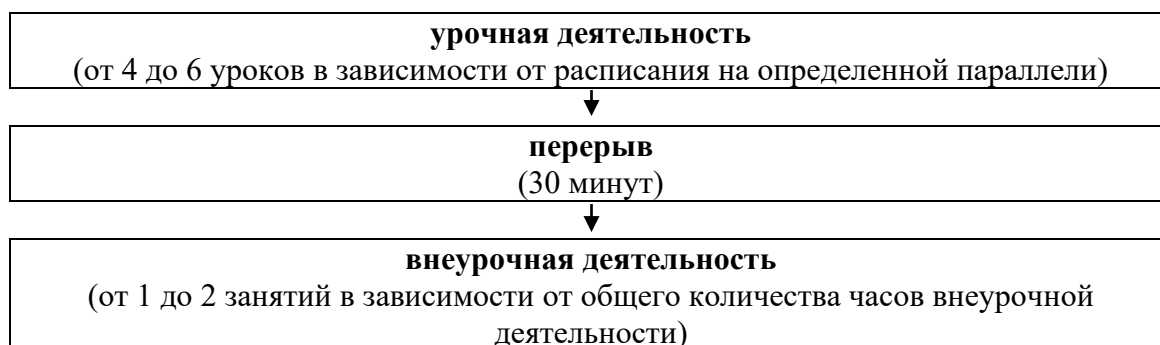 урочная деятельность
(от 4 до 6 уроков в зависимости от расписания на определенной параллели)
перерыв
(30 минут)
внеурочная деятельность
(от 1 до 2 занятий в зависимости от общего количества часов внеурочной
деятельности)